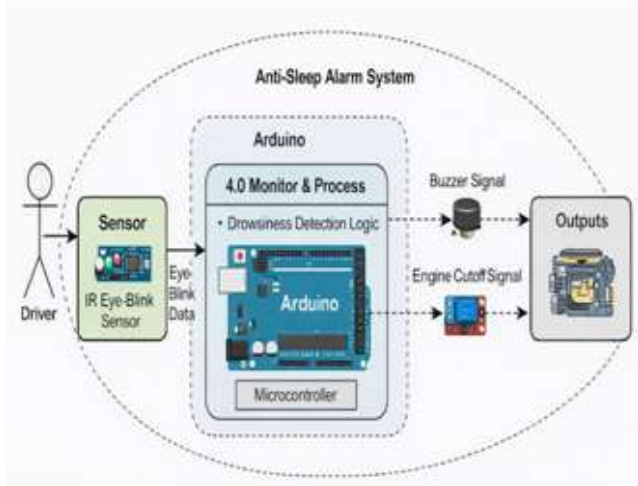 Anti-Sleep Alarm System
Arduino
4.0 Monitor & Process
• Drowsiness Detection Logic
Arduino
Microcontroller
Driver
Sensor
IR Eye-Blink
Sensor
Eye-
Blink
Data
Buzzer Signal
Engine Cutoff Signal
Outputs